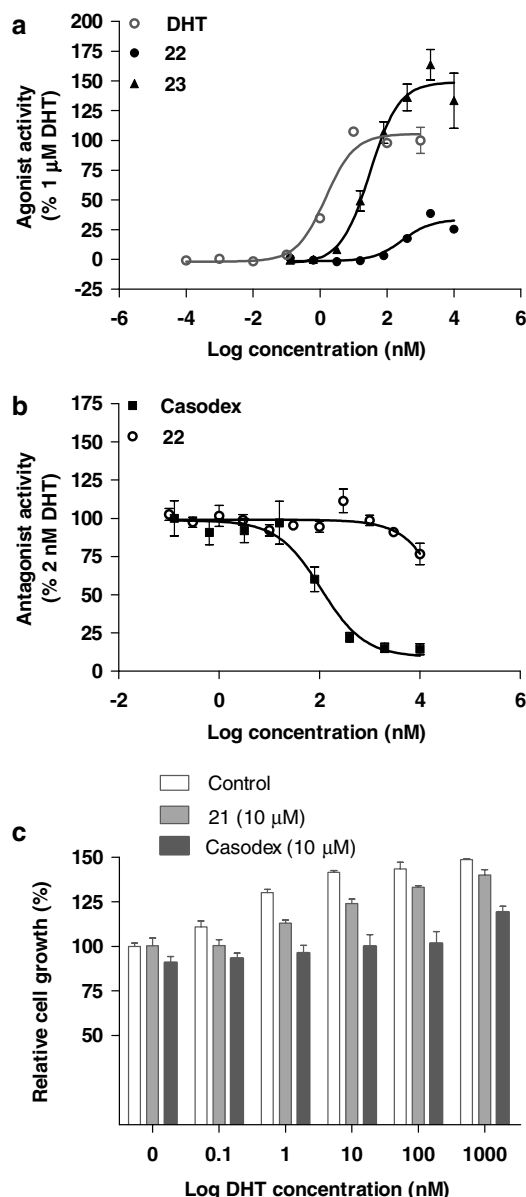 a
DHT
22
23
Agonist activity
(% 1 µM DHT)
200
175
150
125
100
75
50
25
0
-25
-6 -4 -2 0 2 4 6
Log concentration (nM)
b
Casodex
22
Antagonist activity
(% 2 nM DHT)
175
150
125
100
75
50
25
0
-2 0 2 4 6
Log concentration (nM)
Control
21 (10 µM)
Casodex (10 µM)
c
Relative cell growth (%)
150
125
100
75
50
0 0.1 1 10 100 1000
Log DHT concentration (nM)